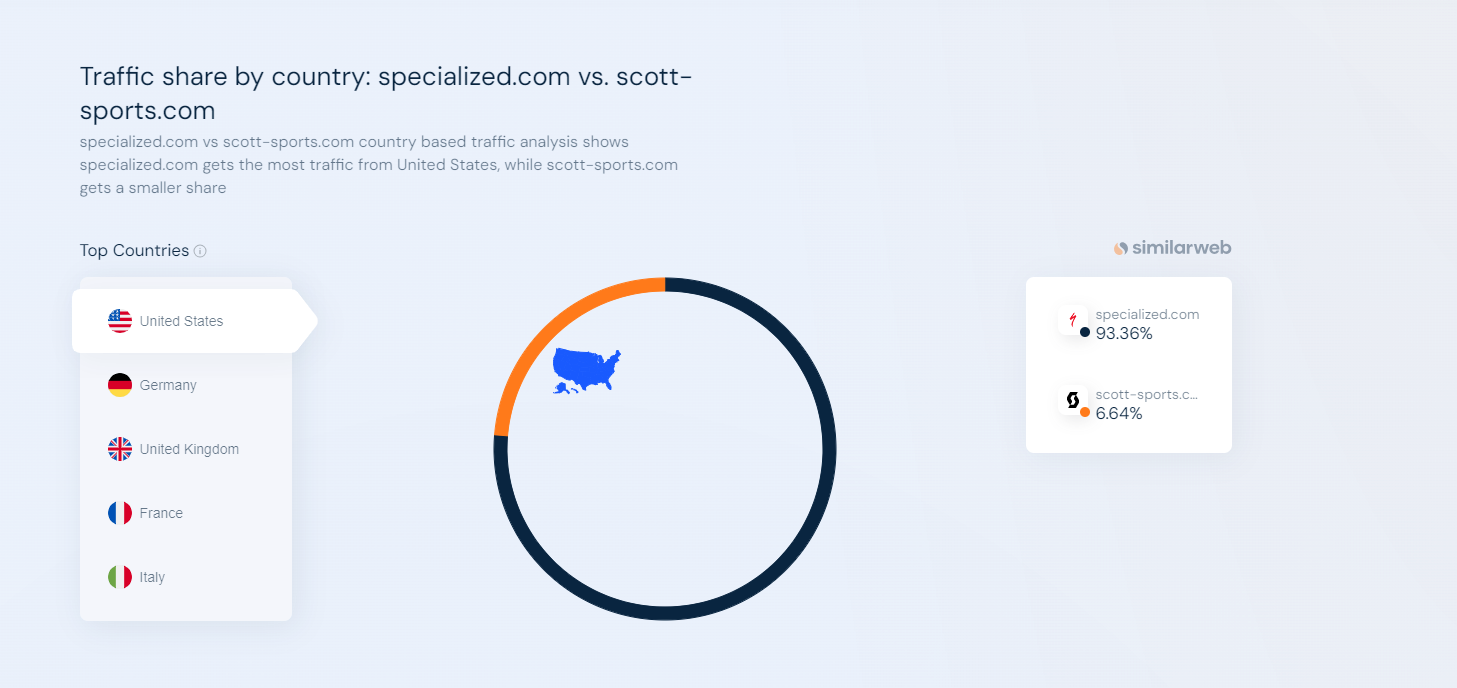 Traffic share by country: specialized.com vs. scott-
sports.com
specialized.com vs scott-sports.com country based traffic analysis shows
specialized.com gets the most traffic from United States, while scott-sports.com
gets a smaller share
Top Countries
similarweb
United States
Germany
United Kingdom
France
Italy
specialized.com
93.36%
scott-sports.c...
6.64%